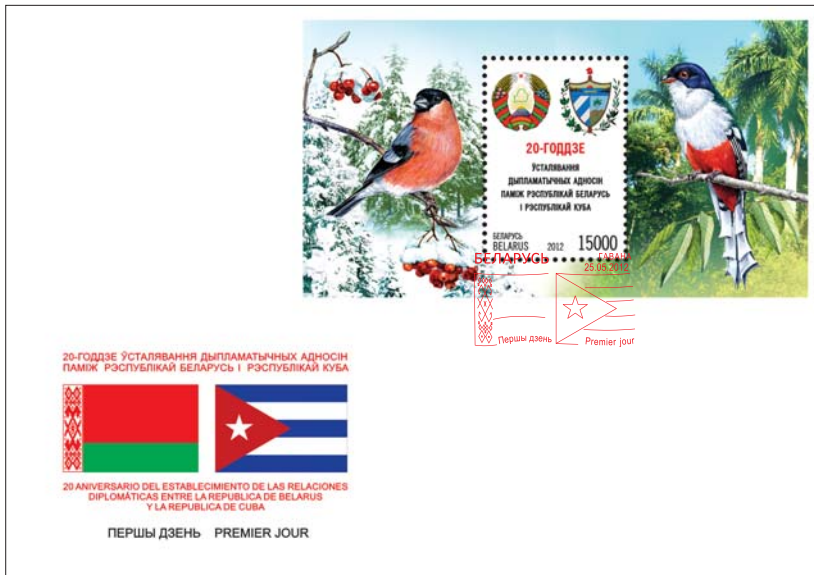 20-ГОДДЗЕ
ЎСТАЛЯВАННЯ
ДЫПЛАМАТЫЧНЫХ АДНОСІН
ПАМІЖ РЭСПУБЛІКАЙ БЕЛАРУСЬ
І РЭСПУБЛІКАЙ КУБА
БЕЛАРУСЬ
BELARUS 2012 15000
БЕЛАРУСЬ ГАВАНА
25.05.2012
Першы дзень Premier jour
20-ГОДДЗЕ ЎСТАЛЯВАННЯ ДЫПЛАМАТЫЧНЫХ АДНОСІН
ПАМІЖ РЭСПУБЛІКАЙ БЕЛАРУСЬ І РЭСПУБЛІКАЙ КУБА
20 ANIVERSARIO DEL ESTABLECIMIENTO DE LAS RELACIONES
DIPLOMÁTICAS ENTRE LA REPUBLICA DE BELARUS
Y LA REPUBLICA DE CUBA
ПЕРШЫ ДЗЕНЬ PREMIER JOUR